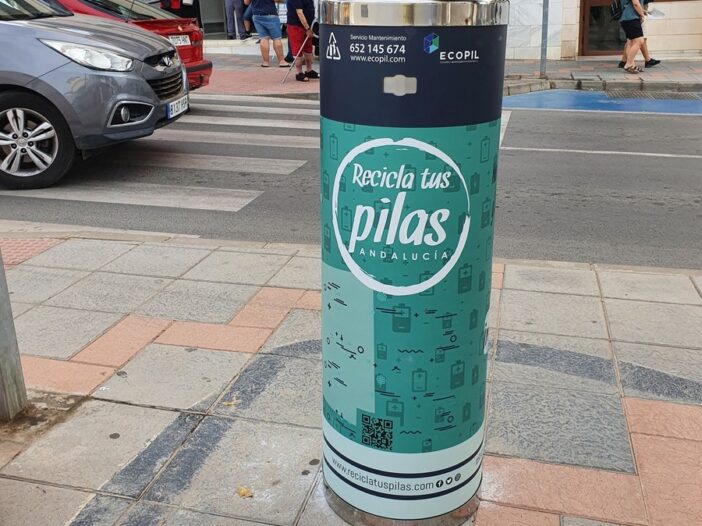 Servicio Mantenimiento
652 145 674
www.ecopil.com
ECOPIL
Recicla tus
pilas
ANDALUCÍA
www.reciclatuspilas.com